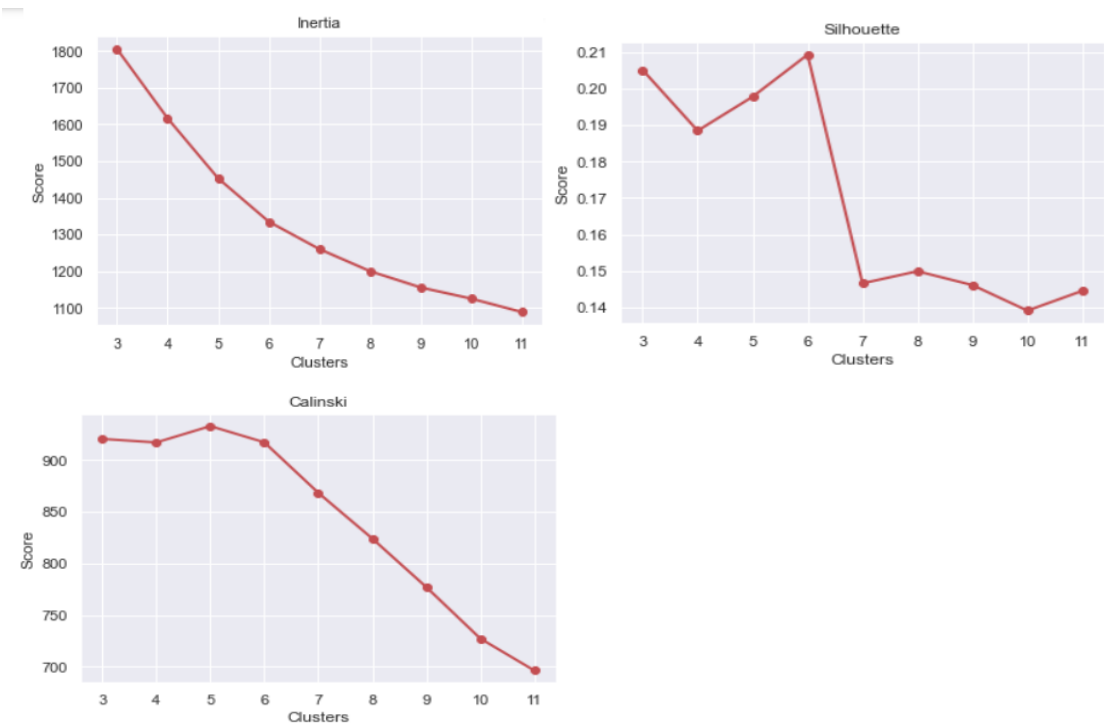 Inertia
Score
1800
1700
1600
1500
1400
1300
1200
1100
3 4 5 6 7 8 9 10 11
Clusters
Silhouette
Score
0.21
0.20
0.19
0.18
0.17
0.16
0.15
0.14
3 4 5 6 7 8 9 10 11
Clusters
Calinski
Score
900
850
800
750
700
3 4 5 6 7 8 9 10 11
Clusters